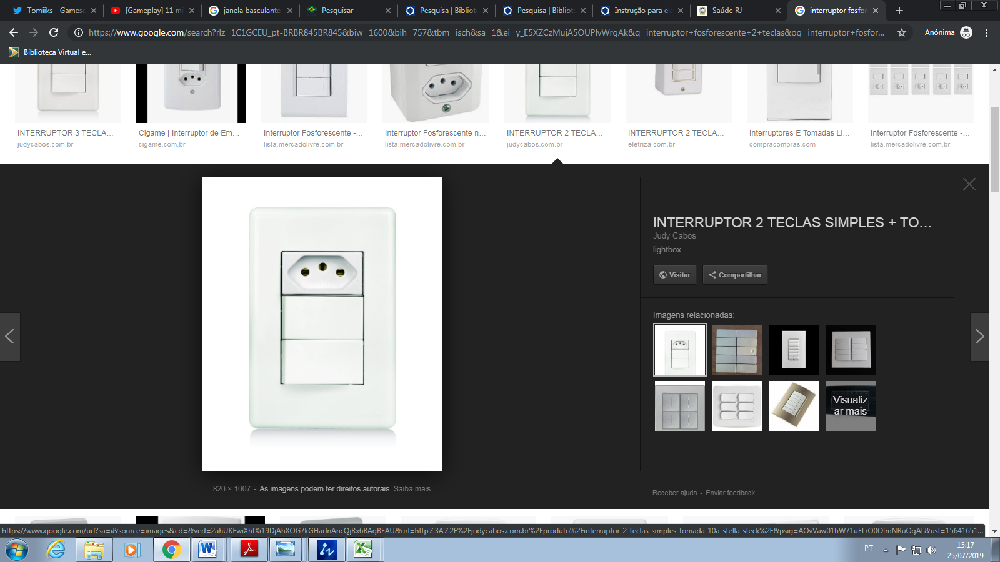 Tomiiks - Gamesc
[Gameplay] 11 mi
janela basculante
Pesquisar
Pesquisa | Bibliot
Pesquisa | Bibliot
Instrução para ela
Saúde RJ
interruptor fosfor
https://www.google.com/search?rlz=1C1GCEU_pt-BRBR845BR845&biw=1600&bih=757&tbm=isch&sa=1&ei=y_E5XZCzMujA5OUPlvWrgAk&q=interruptor+fosforescente+2+teclas&oq=interruptor+fosfor...
Anônima
Biblioteca Virtual e...
INTERRUPTOR 3 TECLA...
judycabos.com.br
Cigame | Interruptor de Em...
cigame.com.br
Interruptor Fosforescente -...
lista.mercadolivre.com.br
Interruptor Fosforescente n...
lista.mercadolivre.com.br
INTERRUPTOR 2 TECLA...
judycabos.com.br
INTERRUPTOR 2 TECLA...
eletriza.com.br
Interruptores E Tomadas Li...
compracompras.com
Interruptor Fosforescente -...
lista.mercadolivre.com.br
INTERRUPTOR 2 TECLAS SIMPLES + TO...
Judy Cabos
lightbox
Visitar
Compartilhar
Imagens relacionadas:
Visualiz
ar mais
820 × 1007 - As imagens podem ter direitos autorais. Saiba mais
Receber ajuda - Enviar feedback
https://www.google.com/url?sa=i&source=images&cd=&ved=2ahUKEwiXhtXi19DjAhXOG7kGHadnAncQjRx6BAgBEAU&url=http%3A%2F%2Fjudycabos.com.br%2Fproduto%2Finterruptor-2-teclas-simples-tomada-10a-stella-steck%2F&psig=AOvVaw01hW71uFLrO0OImNRuOgAL&ust=15641651...
PT
15:17
25/07/2019